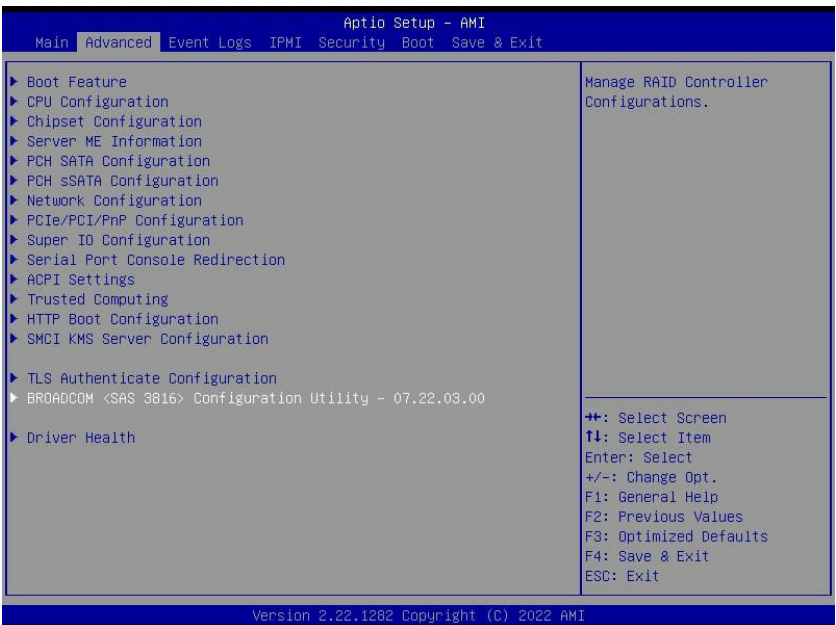 Aptio Setup – AMI
Main Advanced Event Logs IPMI Security Boot Save & Exit
▶ Boot Feature
▶ CPU Configuration
▶ Chipset Configuration
▶ Server ME Information
▶ PCH SATA Configuration
▶ PCH sSATA Configuration
▶ Network Configuration
▶ PCIe/PCI/PnP Configuration
▶ Super IO Configuration
▶ Serial Port Console Redirection
▶ ACPI Settings
▶ Trusted Computing
▶ HTTP Boot Configuration
▶ SMCI KMS Server Configuration
▶ TLS Authenticate Configuration
▶ BROADCOM <SAS 3816> Configuration Utility – 07.22.03.00
▶ Driver Health
Manage RAID Controller
Configurations.
→←: Select Screen
↑↓: Select Item
Enter: Select
+/-: Change Opt.
F1: General Help
F2: Previous Values
F3: Optimized Defaults
F4: Save & Exit
ESC: Exit
Version 2.22.1282 Copyright (C) 2022 AMI